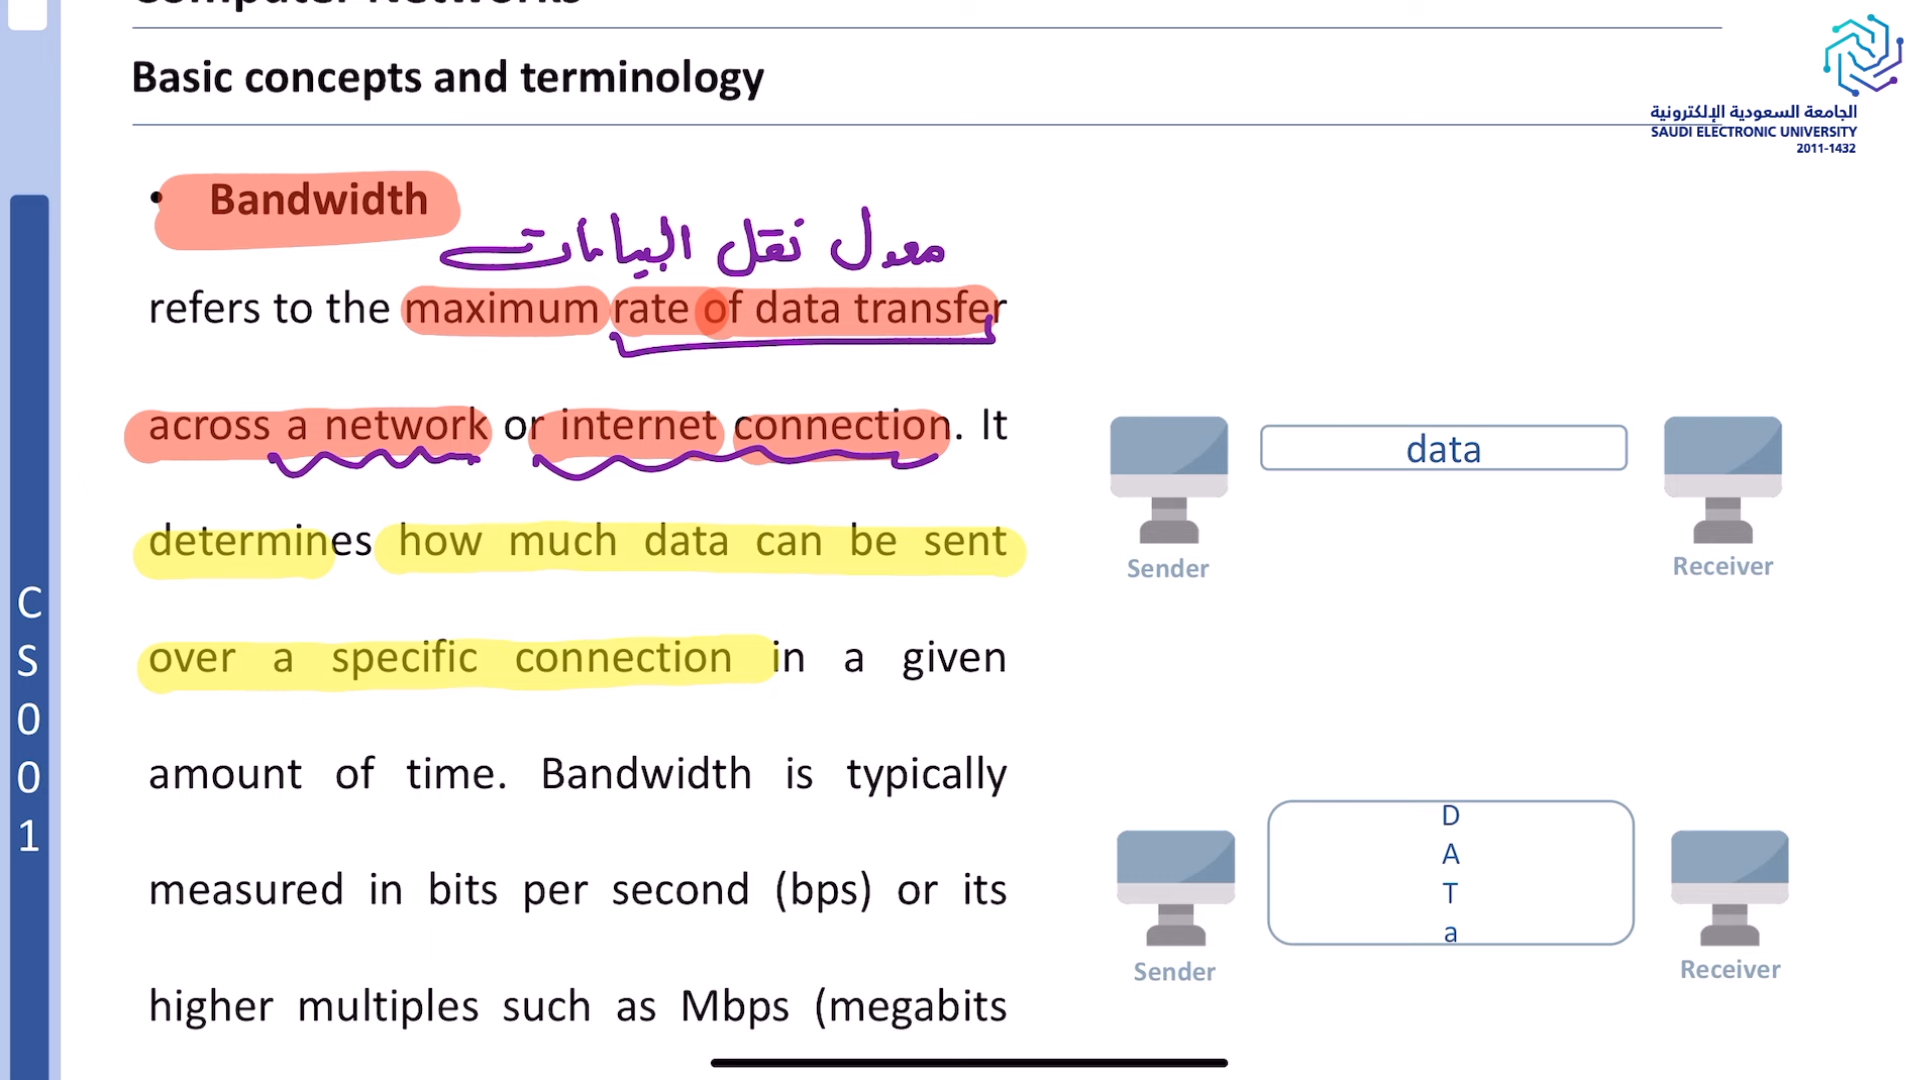 Computer Networks
Basic concepts and terminology
الجامعة السعودية الإلكترونية
SAUDI ELECTRONIC UNIVERSITY
2011-1432
• Bandwidth
معدل نقل البيانات
refers to the maximum rate of data transfer
across a network or internet connection. It
determines how much data can be sent
over a specific connection in a given
amount of time. Bandwidth is typically
measured in bits per second (bps) or its
higher multiples such as Mbps (megabits
data
Sender
Receiver
D
A
T
a
Sender
Receiver
C
S
0
0
1